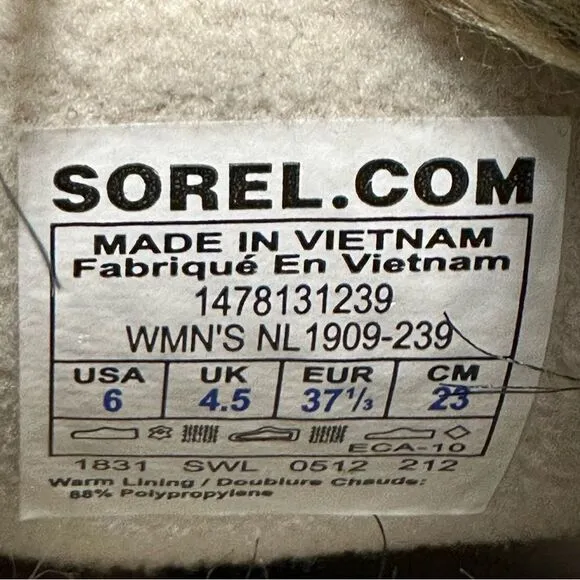 SOREL.COM
MADE IN VIETNAM
Fabriqué En Vietnam
1478131239
WMN'S NL1909-239
USA UK EUR CM
6 4.5 37⅓ 23
ECA-10
1831 SWL 0512 212
Warm Lining / Doublure Chaude:
88% Polypropylene